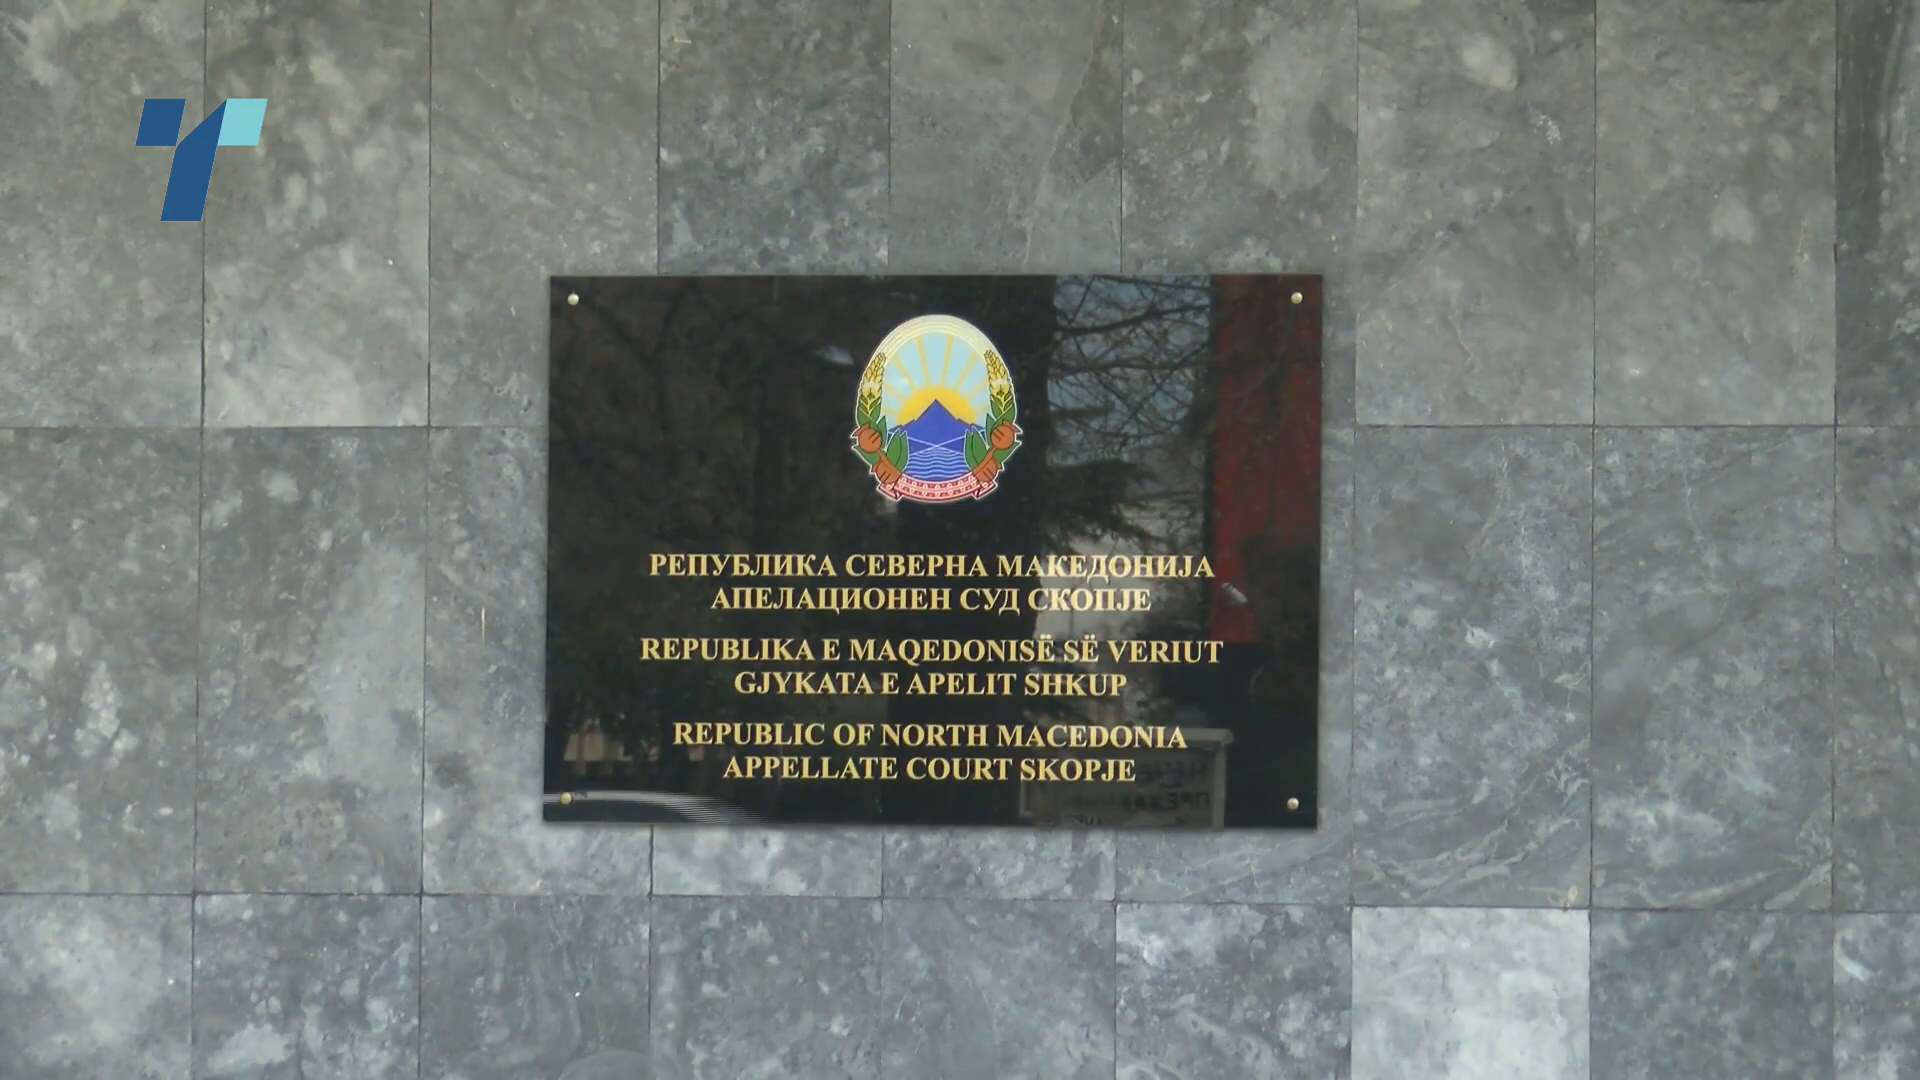 РЕПУБЛИКА СЕВЕРНА МАКЕДОНИЈА
АПЕЛАЦИОНЕН СУД СКОПЈЕ
REPUBLIKA E MAQEDONISË SË VERIUT
GJYKATA E APELIT SHKUP
REPUBLIC OF NORTH MACEDONIA
APPELLATE COURT SKOPJE